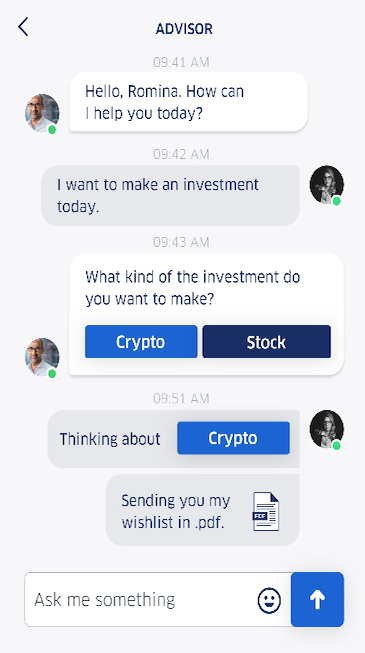 ADVISOR
09:41 AM
Hello, Romina. How can
I help you today?
09:42 AM
I want to make an investment
today.
09:43 AM
What kind of the investment do
you want to make?
Crypto
Stock
09:51 AM
Thinking about Crypto
Sending you my
wishlist in .pdf.
PDF
Ask me something